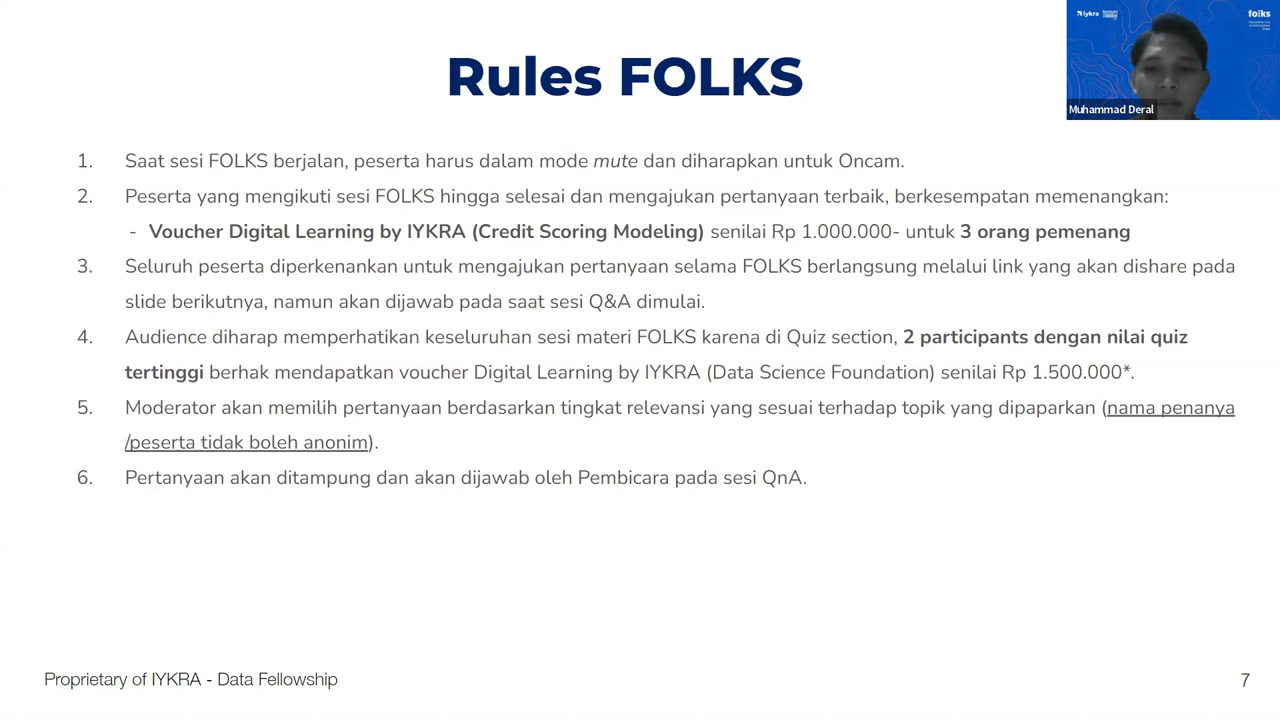 iykra
folks
Muhammad Deral
Rules FOLKS
1. Saat sesi FOLKS berjalan, peserta harus dalam mode mute dan diharapkan untuk Oncam.
2. Peserta yang mengikuti sesi FOLKS hingga selesai dan mengajukan pertanyaan terbaik, berkesempatan memenangkan:
- Voucher Digital Learning by IYKRA (Credit Scoring Modeling) senilai Rp 1.000.000- untuk 3 orang pemenang
3. Seluruh peserta diperkenankan untuk mengajukan pertanyaan selama FOLKS berlangsung melalui link yang akan dishare pada
slide berikutnya, namun akan dijawab pada saat sesi Q&A dimulai.
4. Audience diharap memperhatikan keseluruhan sesi materi FOLKS karena di Quiz section, 2 participants dengan nilai quiz
tertinggi berhak mendapatkan voucher Digital Learning by IYKRA (Data Science Foundation) senilai Rp 1.500.000*.
5. Moderator akan memilih pertanyaan berdasarkan tingkat relevansi yang sesuai terhadap topik yang dipaparkan (nama penanya
/peserta tidak boleh anonim).
6. Pertanyaan akan ditampung dan akan dijawab oleh Pembicara pada sesi QnA.
Proprietary of IYKRA - Data Fellowship
7